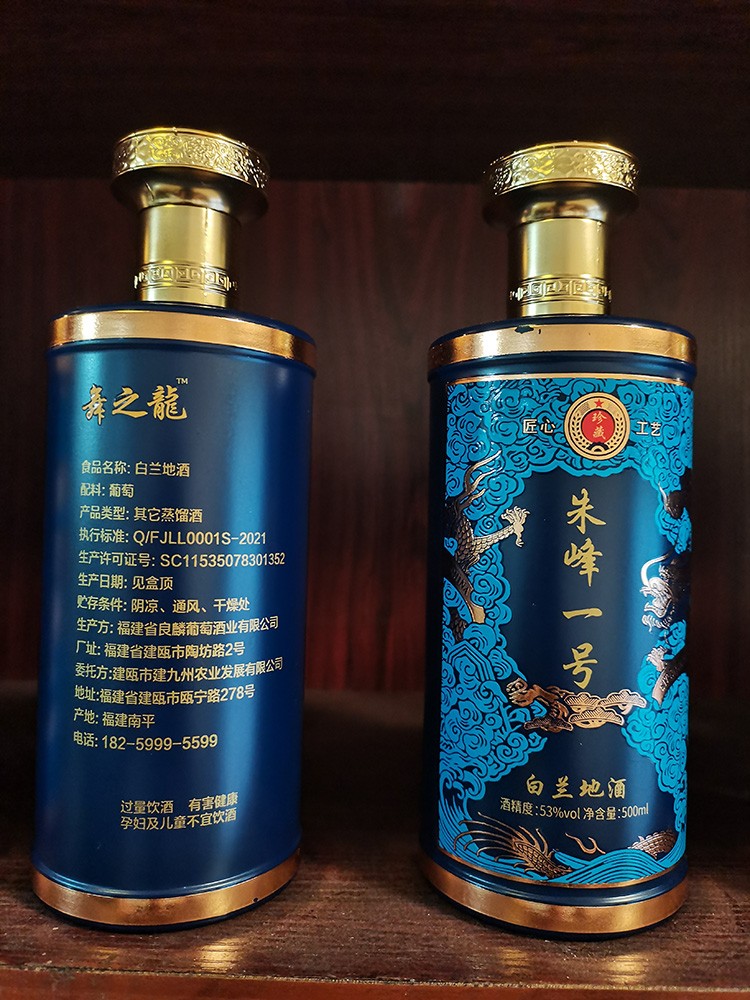 舞之龍™
食品名称: 白兰地酒
配料: 葡萄
产品类型: 其它蒸馏酒
执行标准: Q/FJLL0001S-2021
生产许可证号: SC11535078301352
生产日期: 见盒顶
贮存条件: 阴凉、通风、干燥处
生产方: 福建省良麟葡萄酒业有限公司
厂址: 福建省建瓯市陶坊路2号
委托方:建瓯市建九州农业发展有限公司
地址:福建省建瓯市瓯宁路278号
产地: 福建南平
电话: 182-5999-5599
过量饮酒 有害健康
孕妇及儿童不宜饮酒
匠心 珍藏 工艺
朱峰一号
白兰地酒
酒精度:53%vol 净含量:500ml